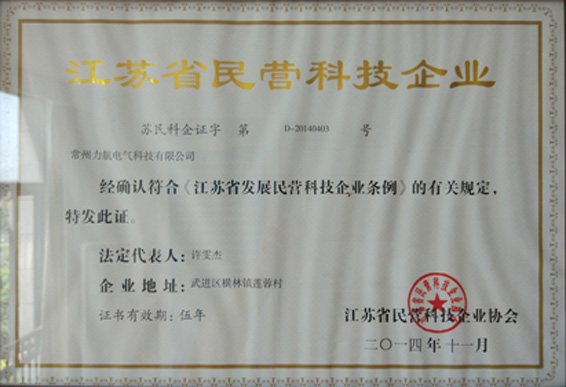 江苏省民营科技企业
苏民科企证字 第 D-20140403 号
常州力航电气科技有限公司
经确认符合《江苏省发展民营科技企业条例》的有关规定,
特发此证。
法定代表人：许雯杰
企业地址：武进区横林镇莲蓉村
证书有效期：伍年
江苏省民营科技企业协会
二〇一四年十一月